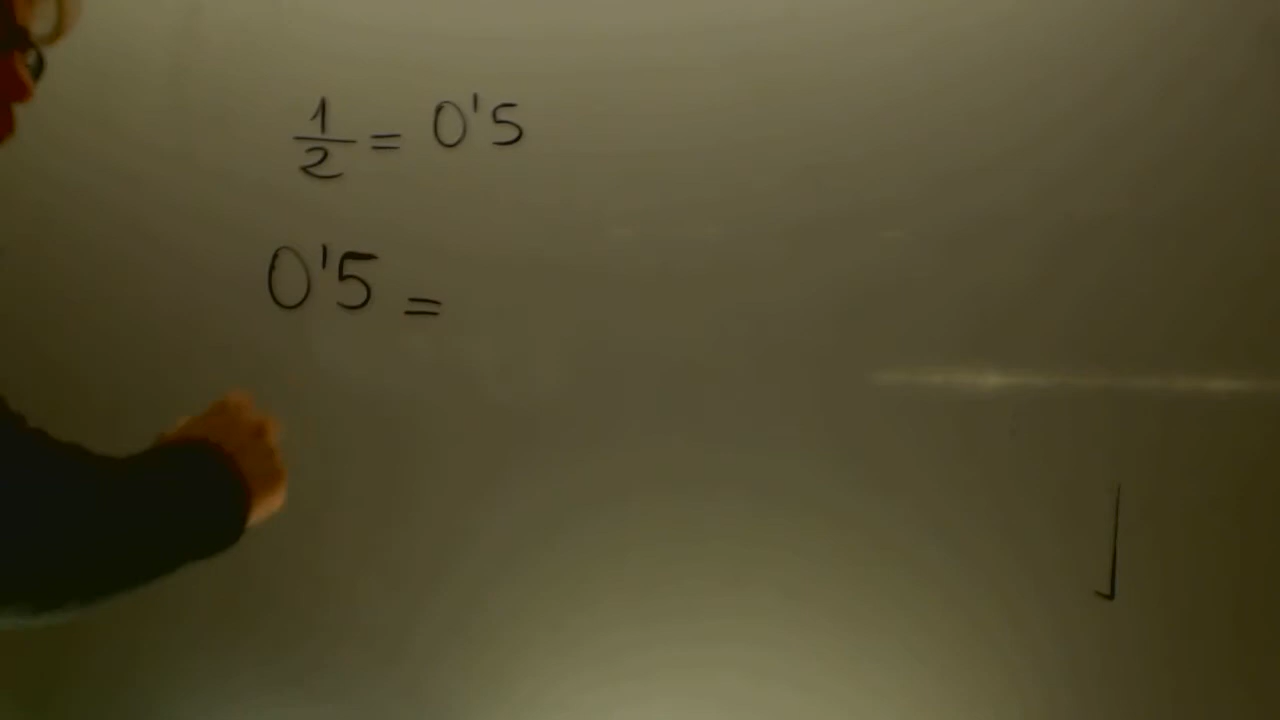 1/2 = 0'5
0'5 =